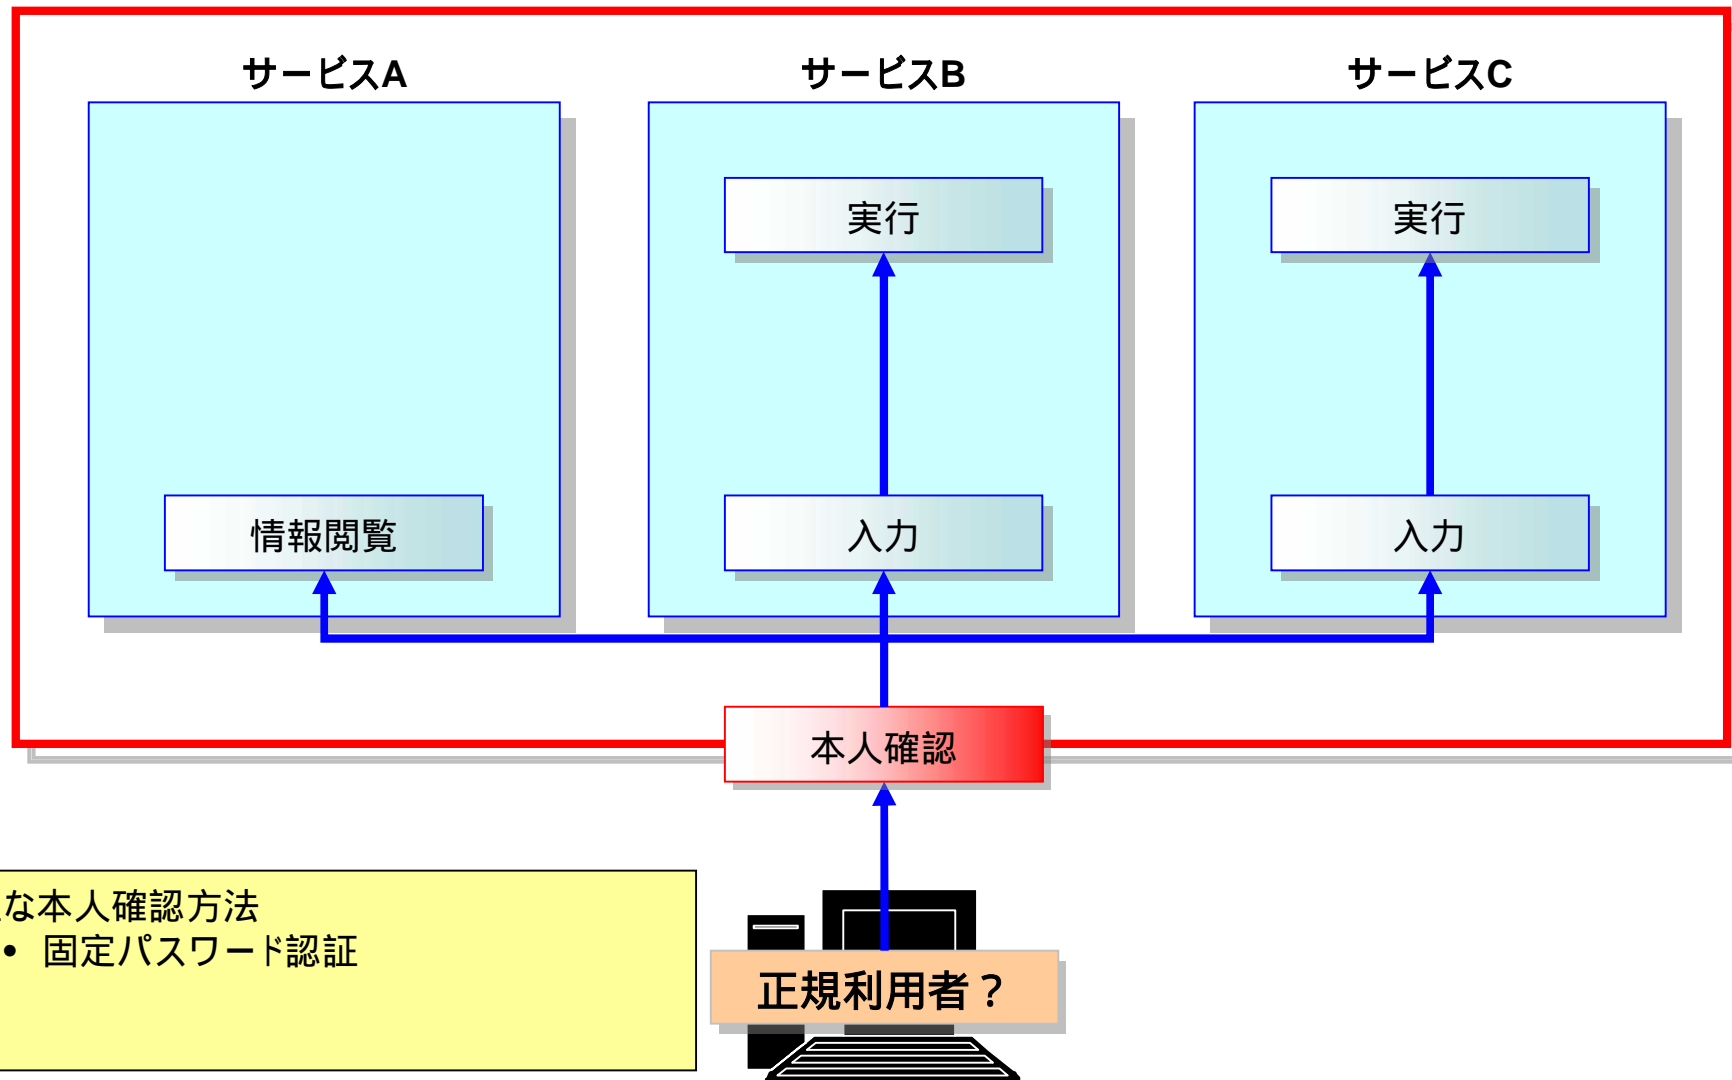 サービスA
サービスB
サービスC
実行
実行
情報閲覧
入力
入力
本人確認
な本人確認方法
• 固定パスワード認証
正規利用者？